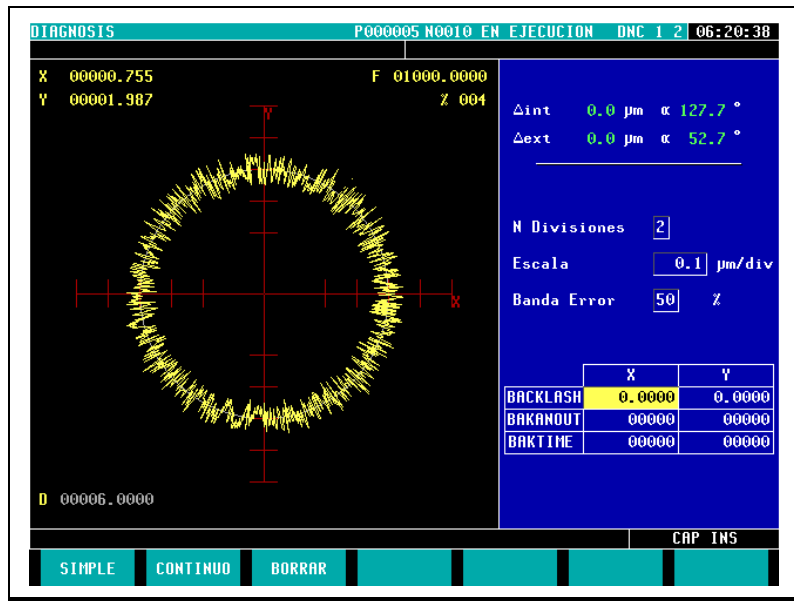 DIAGNOSIS P000005 N0010 EN EJECUCION DNC 1 2 06:20:38
X 00000.755 F 01000.0000
Y 00001.987 % 004
Y
X
D 00006.0000
Δint 0.0 µm α 127.7 °
Δext 0.0 µm α 52.7 °
N Divisiones 2
Escala 0.1 µm/div
Banda Error 50 %
X Y
BACKLASH 0.0000 0.0000
BAKANOUT 00000 00000
BAKTIME 00000 00000
CAP INS
SIMPLE CONTINUO BORRAR